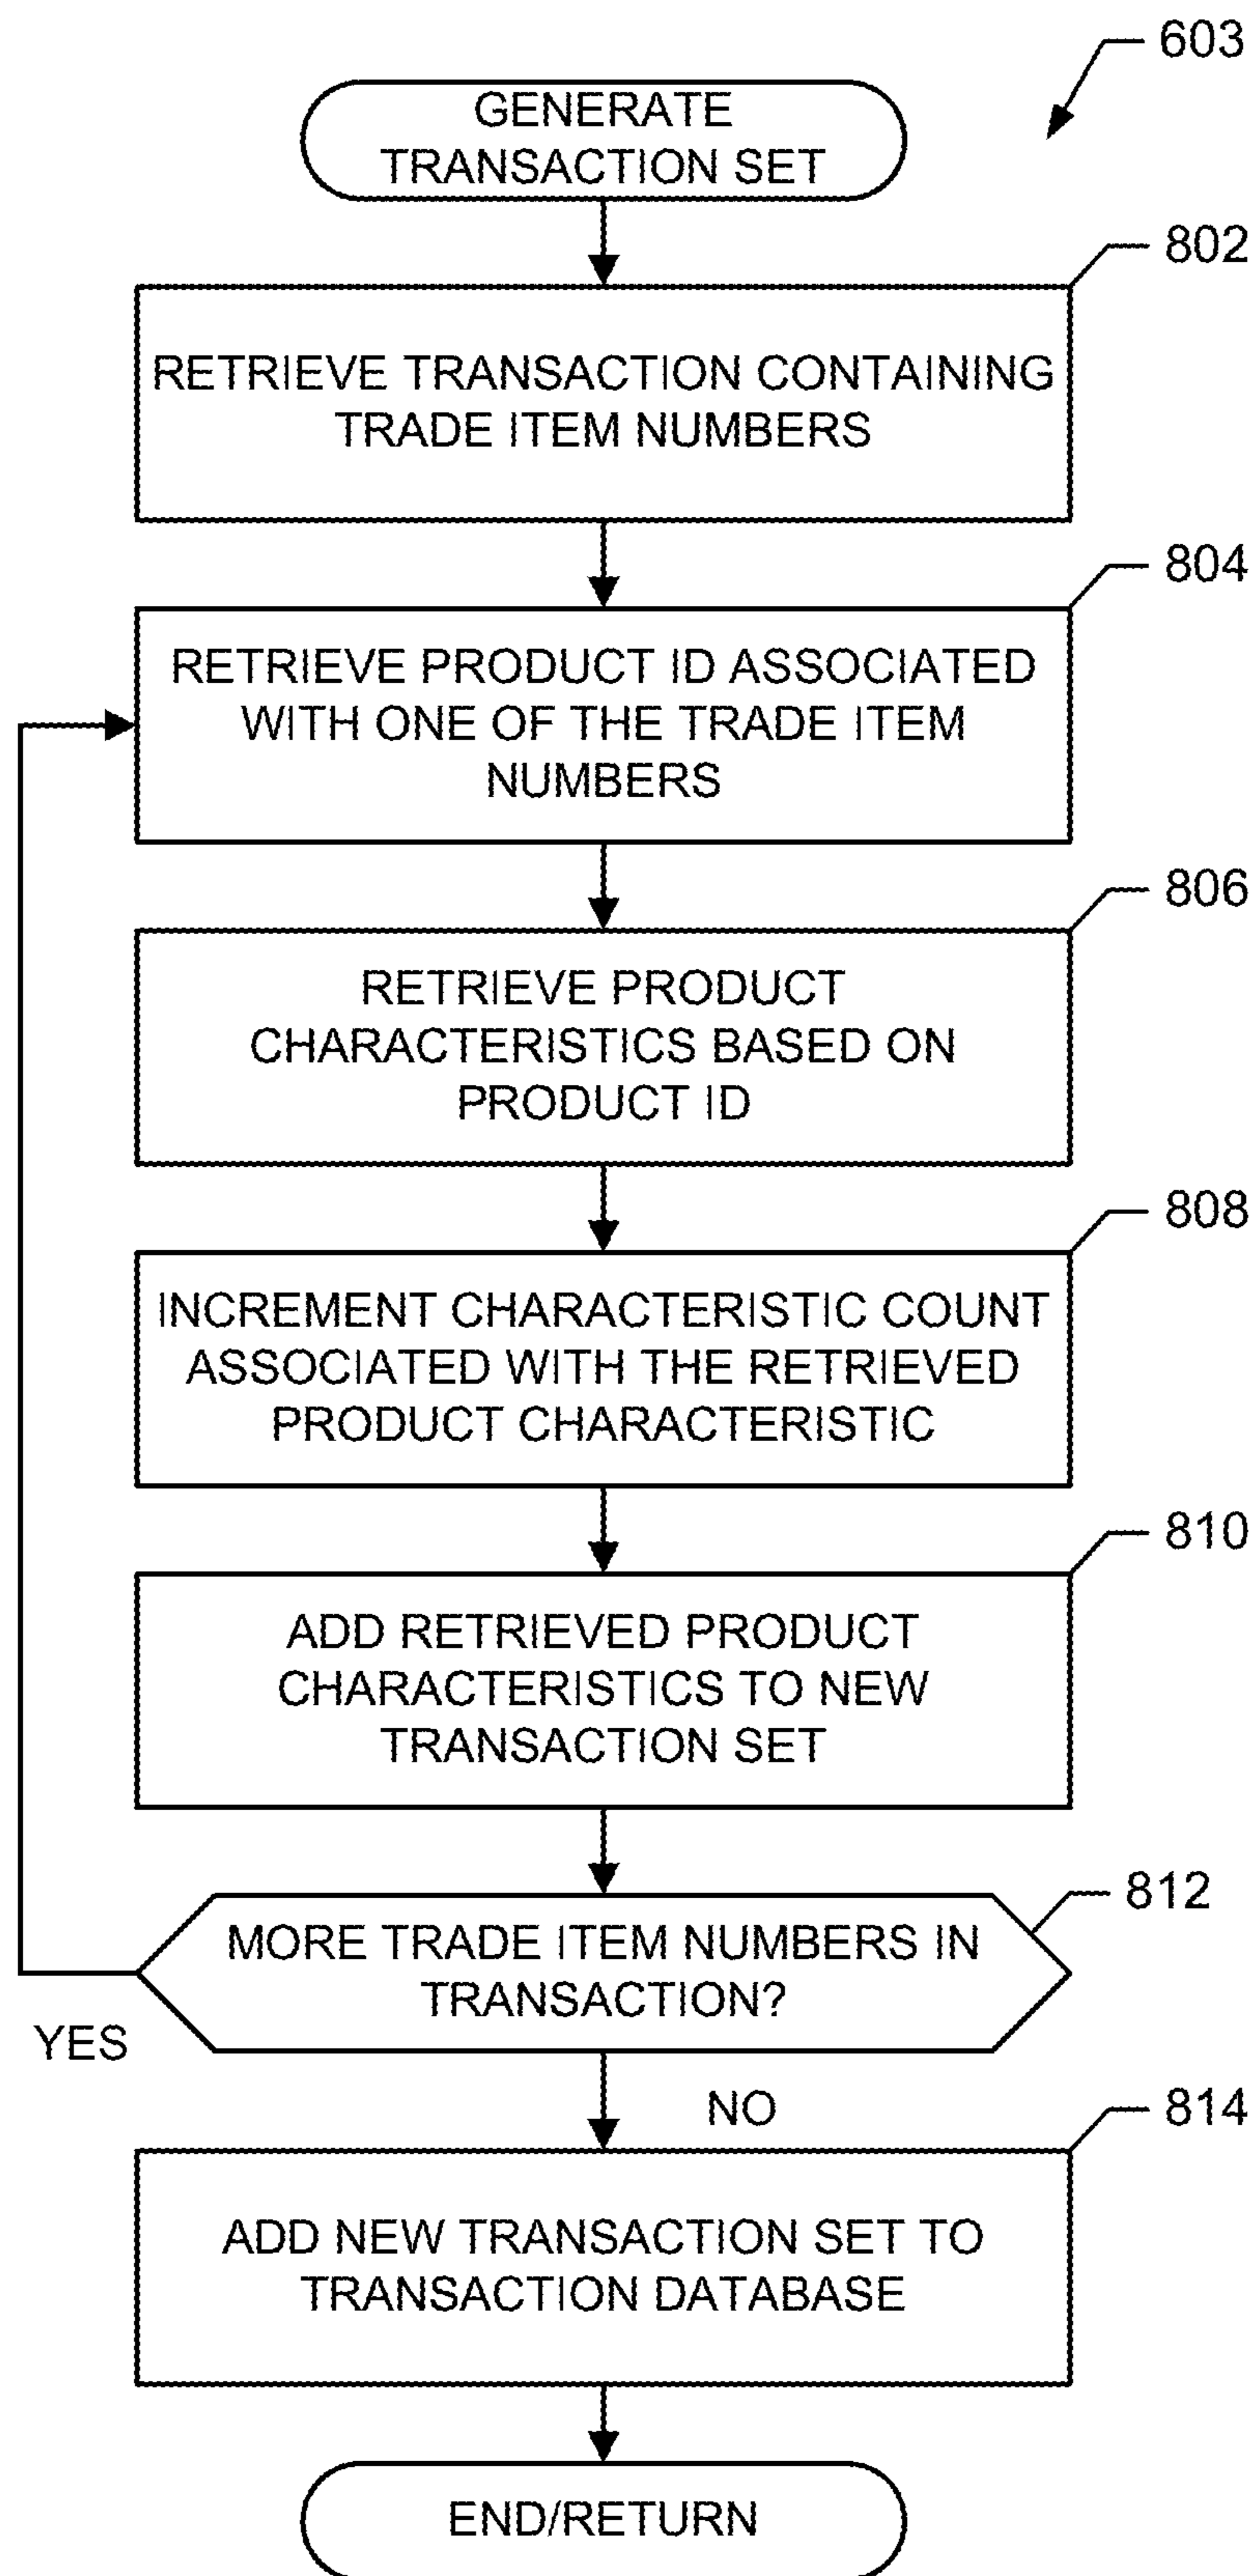 603
GENERATE
TRANSACTION SET
802
RETRIEVE TRANSACTION CONTAINING
TRADE ITEM NUMBERS
804
RETRIEVE PRODUCT ID ASSOCIATED
WITH ONE OF THE TRADE ITEM
NUMBERS
806
RETRIEVE PRODUCT
CHARACTERISTICS BASED ON
PRODUCT ID
808
INCREMENT CHARACTERISTIC COUNT
ASSOCIATED WITH THE RETRIEVED
PRODUCT CHARACTERISTIC
810
ADD RETRIEVED PRODUCT
CHARACTERISTICS TO NEW
TRANSACTION SET
812
MORE TRADE ITEM NUMBERS IN
TRANSACTION?
YES
NO
814
ADD NEW TRANSACTION SET TO
TRANSACTION DATABASE
END/RETURN